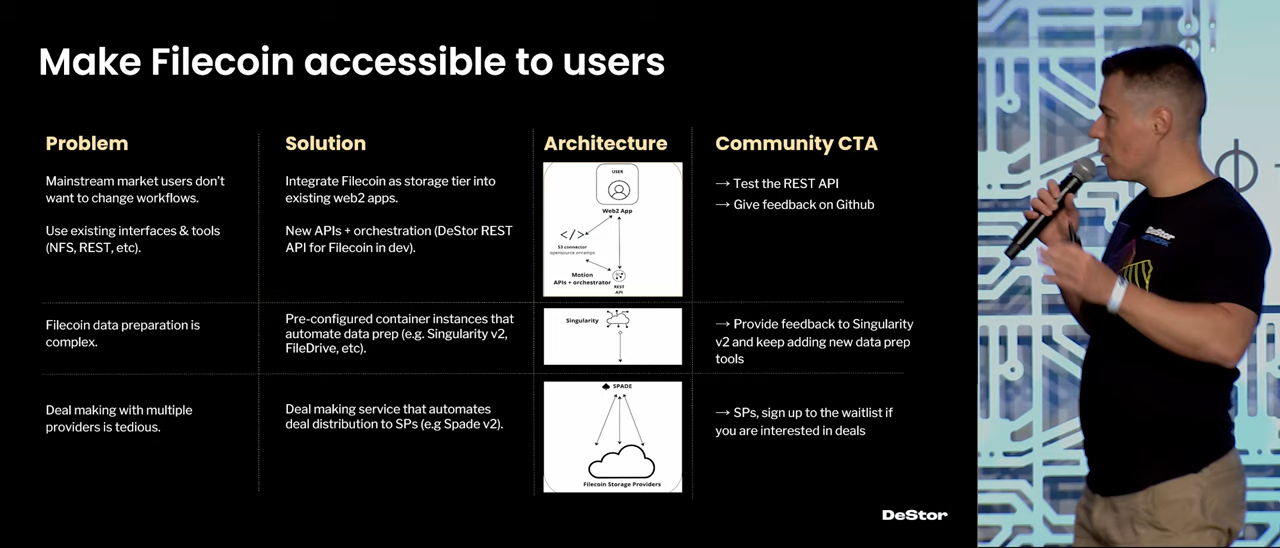 Make Filecoin accessible to users
Problem
Solution
Architecture
Community CTA
Mainstream market users don't
want to change workflows.
Use existing interfaces & tools
(NFS, REST, etc).
Integrate Filecoin as storage tier into
existing web2 apps.
New APIs + orchestration (DeStor REST
API for Filecoin in dev).
USER
Web2 App
</>
S3 connector
opensource onramps
Motion
APIs + orchestrator
REST
API
→ Test the REST API
→ Give feedback on Github
Filecoin data preparation is
complex.
Pre-configured container instances that
automate data prep (e.g. Singularity v2,
FileDrive, etc).
Singularity
→ Provide feedback to Singularity
v2 and keep adding new data prep
tools
Deal making with multiple
providers is tedious.
Deal making service that automates
deal distribution to SPs (e.g Spade v2).
SPADE
Filecoin Storage Providers
→ SPs, sign up to the waitlist if
you are interested in deals
DeStor
DeStor